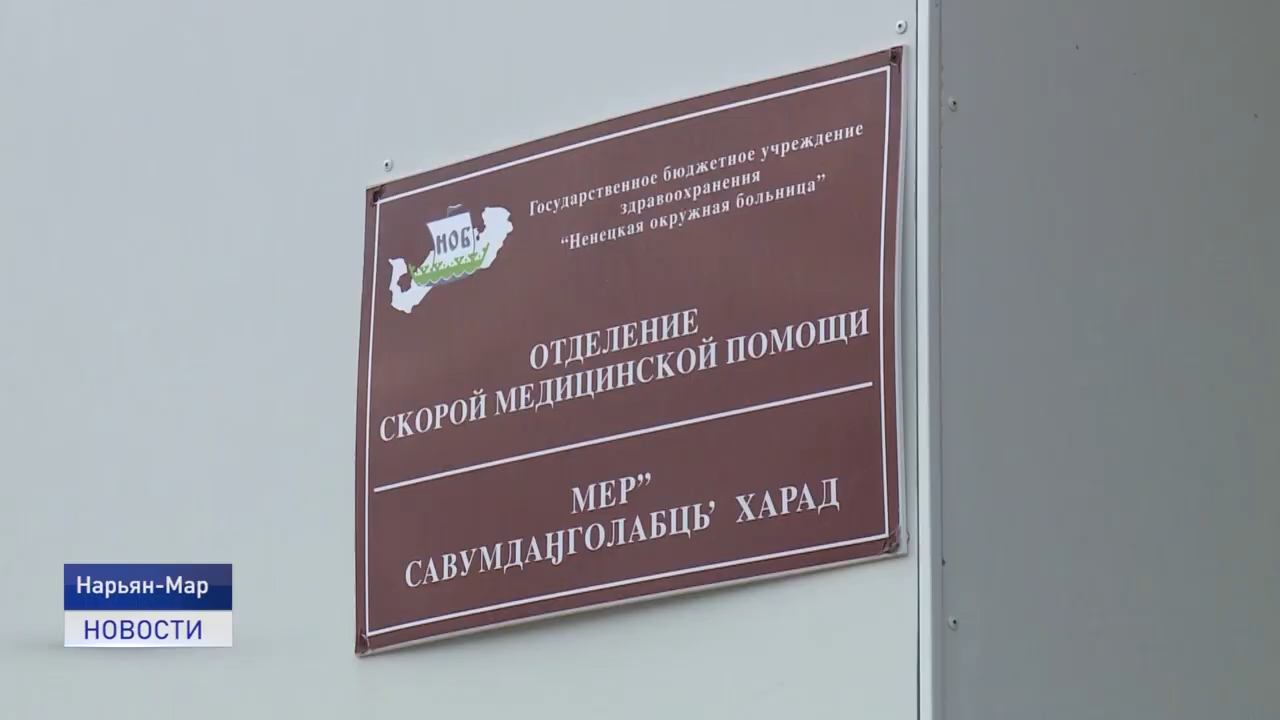 НОБ
Государственное бюджетное учреждение
здравоохранения
“Ненецкая окружная больница”
ОТДЕЛЕНИЕ
СКОРОЙ МЕДИЦИНСКОЙ ПОМОЩИ
МЕР”
САВУМДАӇГОЛАБЦЬ’ ХАРАД
Нарьян-Мар
НОВОСТИ